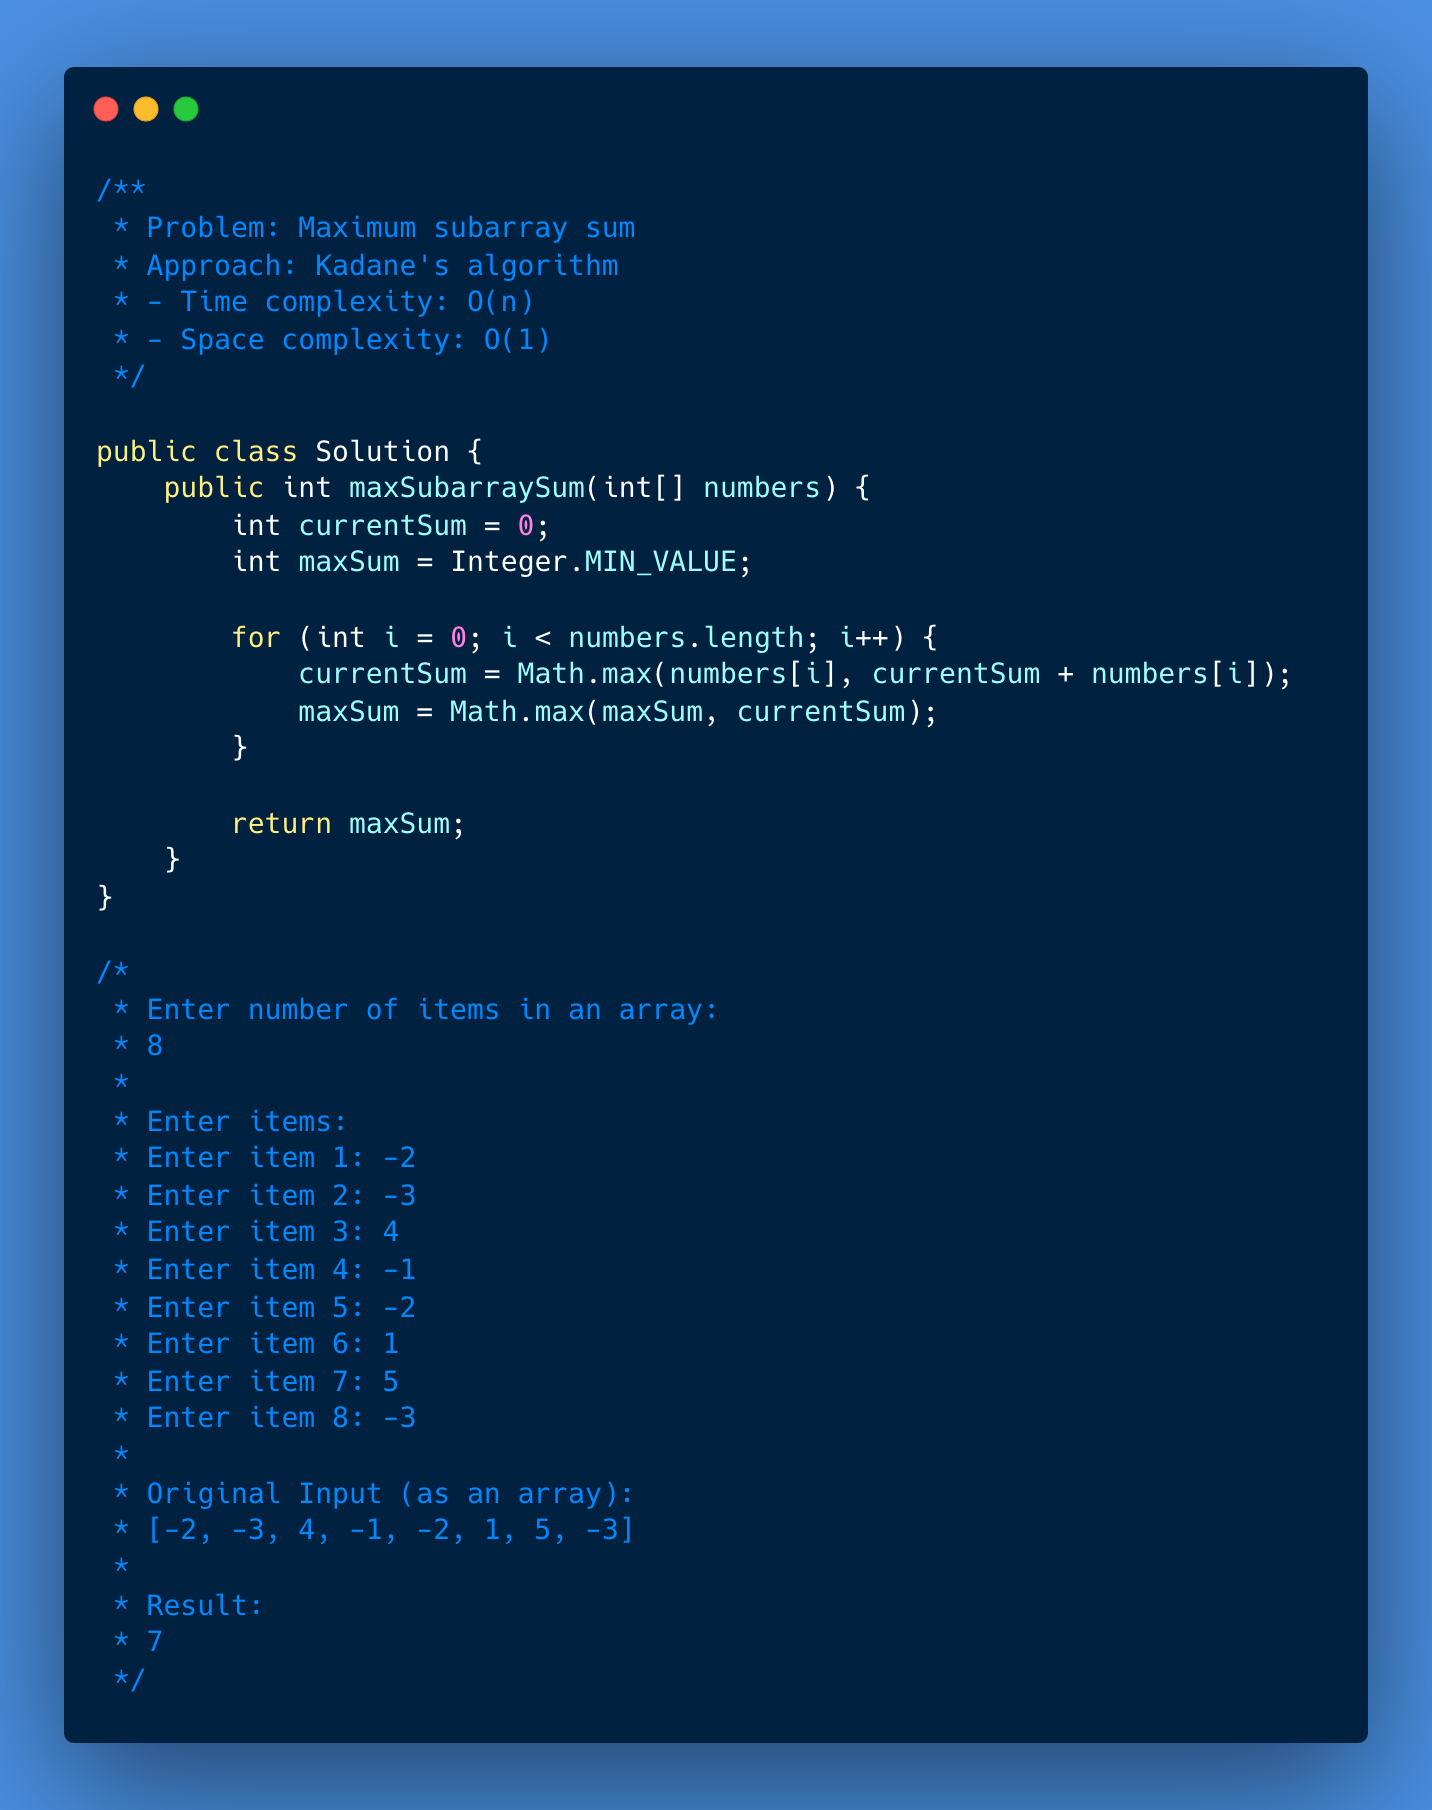 /**
 * Problem: Maximum subarray sum
 * Approach: Kadane's algorithm
 * - Time complexity: O(n)
 * - Space complexity: O(1)
 */

public class Solution {
    public int maxSubarraySum(int[] numbers) {
        int currentSum = 0;
        int maxSum = Integer.MIN_VALUE;

        for (int i = 0; i < numbers.length; i++) {
            currentSum = Math.max(numbers[i], currentSum + numbers[i]);
            maxSum = Math.max(maxSum, currentSum);
        }

        return maxSum;
    }
}

/*
 * Enter number of items in an array:
 * 8
 *
 * Enter items:
 * Enter item 1: -2
 * Enter item 2: -3
 * Enter item 3: 4
 * Enter item 4: -1
 * Enter item 5: -2
 * Enter item 6: 1
 * Enter item 7: 5
 * Enter item 8: -3
 *
 * Original Input (as an array):
 * [-2, -3, 4, -1, -2, 1, 5, -3]
 *
 * Result:
 * 7
 */